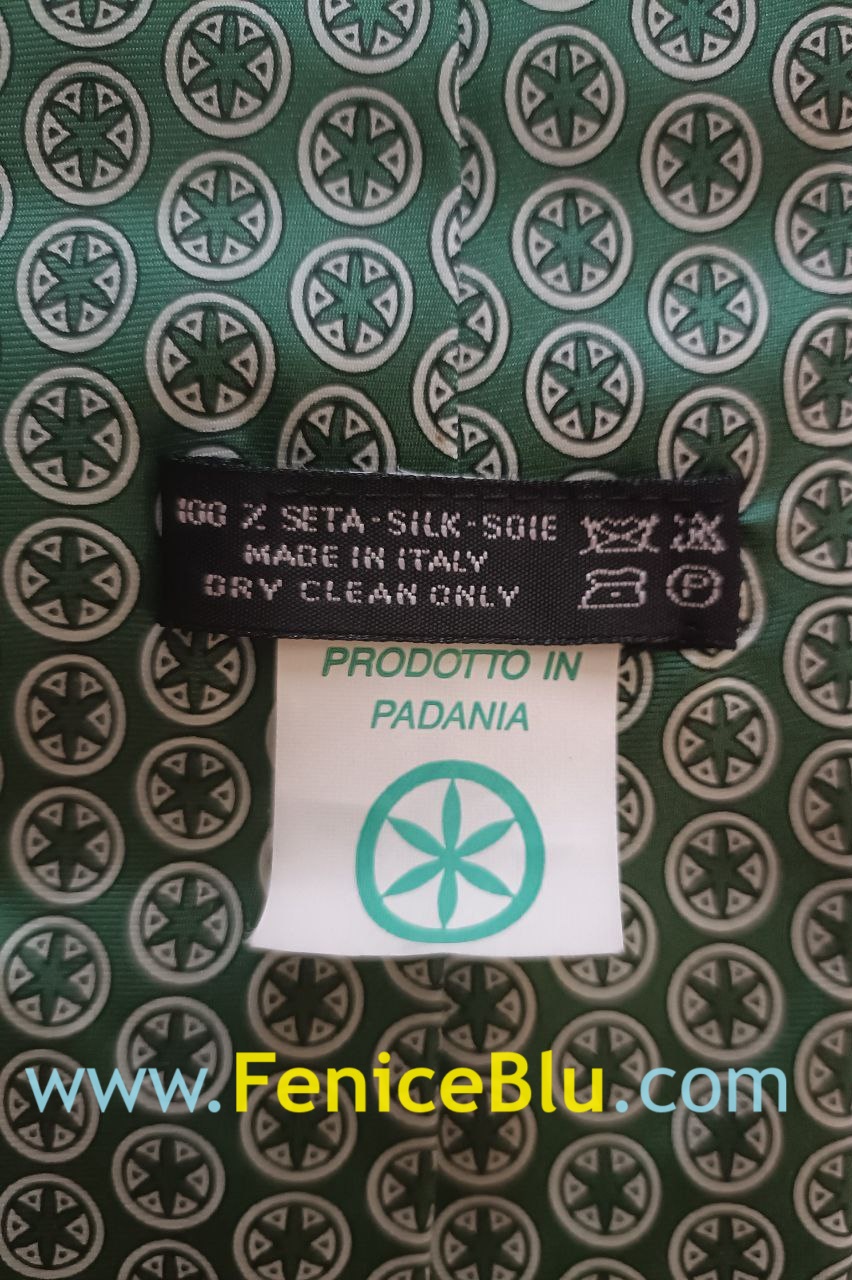 100 % SETA-SILK-SOIE
MADE IN ITALY
DRY CLEAN ONLY
P
PRODOTTO IN
PADANIA
www.FeniceBlu.com